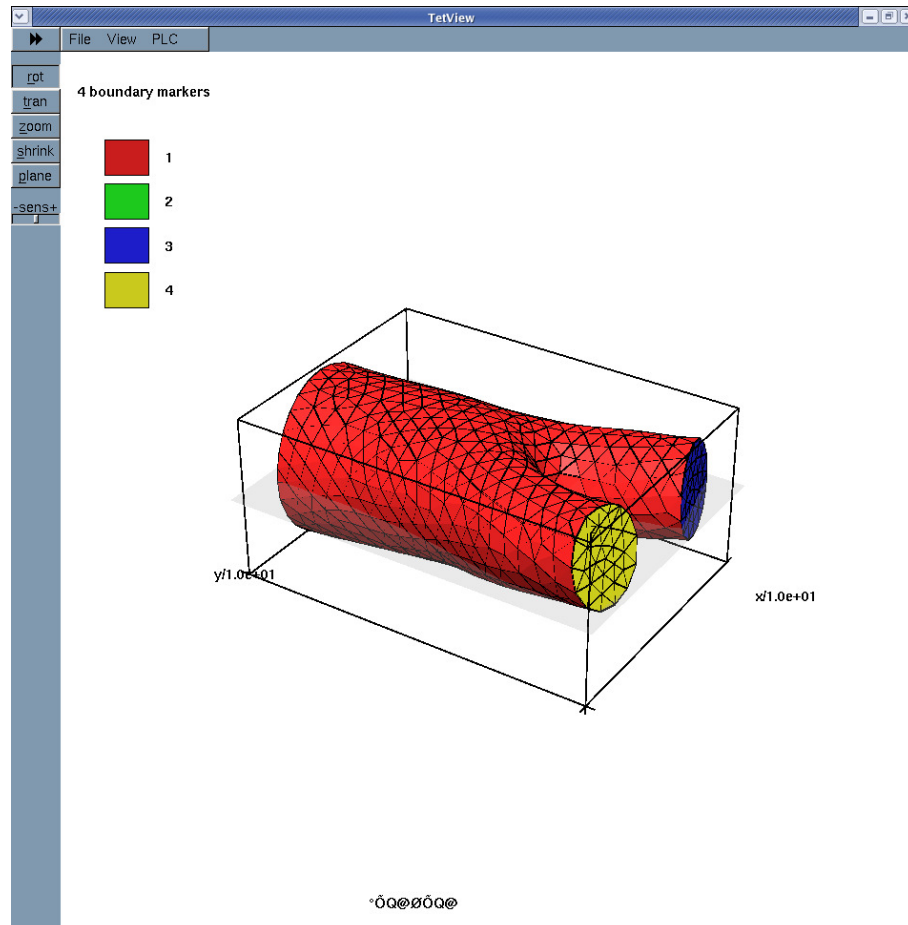 TetView
File View PLC
rot
tran
zoom
shrink
plane
-sens+
4 boundary markers
1
2
3
4
y/1.0e+01
x/1.0e+01
°ÕQ@ØÕQ@